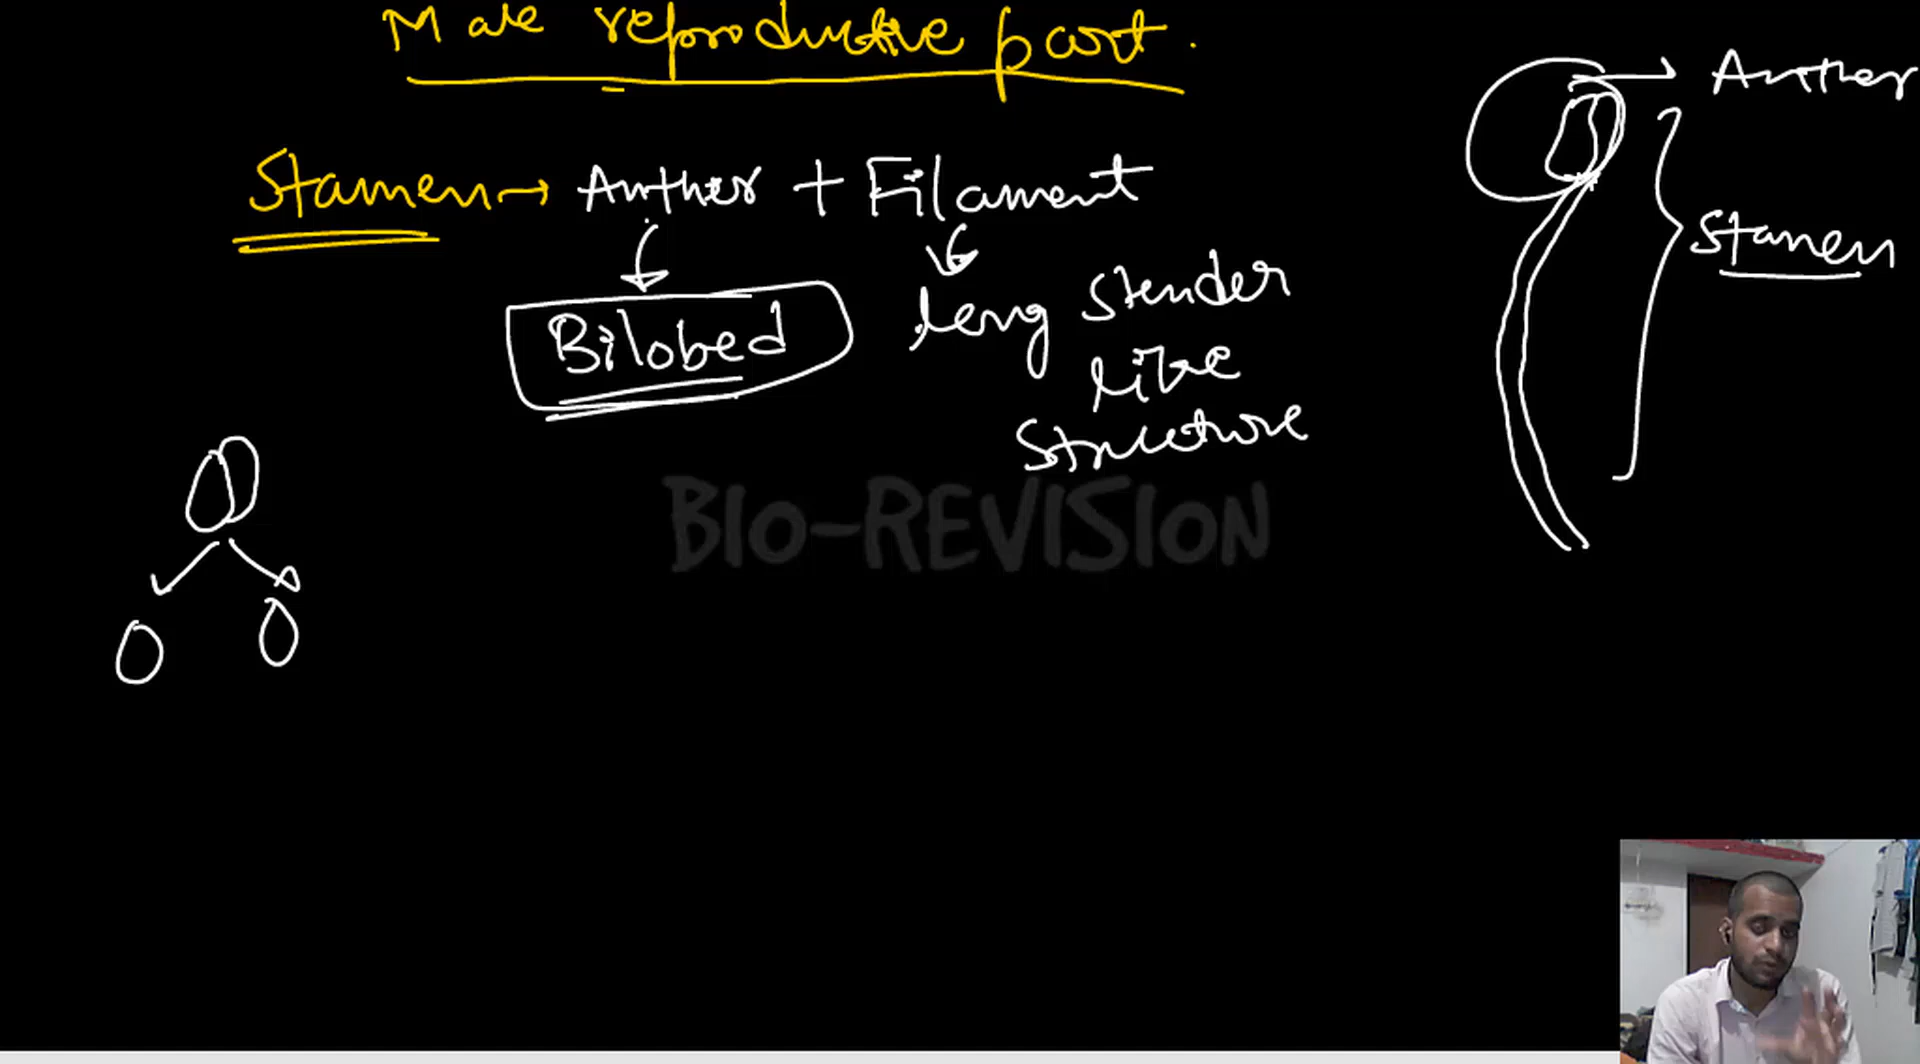 Male reproductive part.
Anther
Stamen → Anther + Filament
Stamen
Bilobed
long slender
like
structure
BIO-REVISION